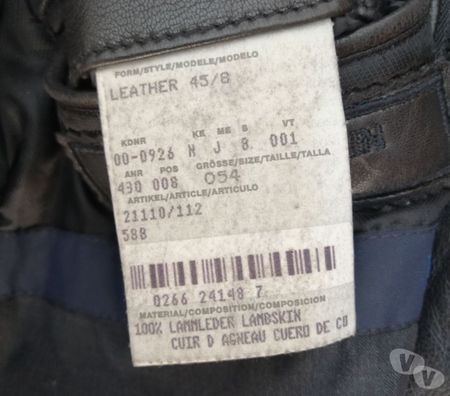 FORM/STYLE/MODELE/MODELO
LEATHER 45/8
KDNR KE ME S VT
00-0926 N J 8 001
ANR POS GRÖSSE/SIZE/TAILLE/TALLA
430 008 054
ARTIKEL/ARTICLE/ARTICULO
21110/112
588
0266 24148 7
MATERIAL/COMPOSITION/COMPOSICION
100% LAMMLEDER LAMBSKIN
CUIR D AGNEAU CUERO DE CO
VV